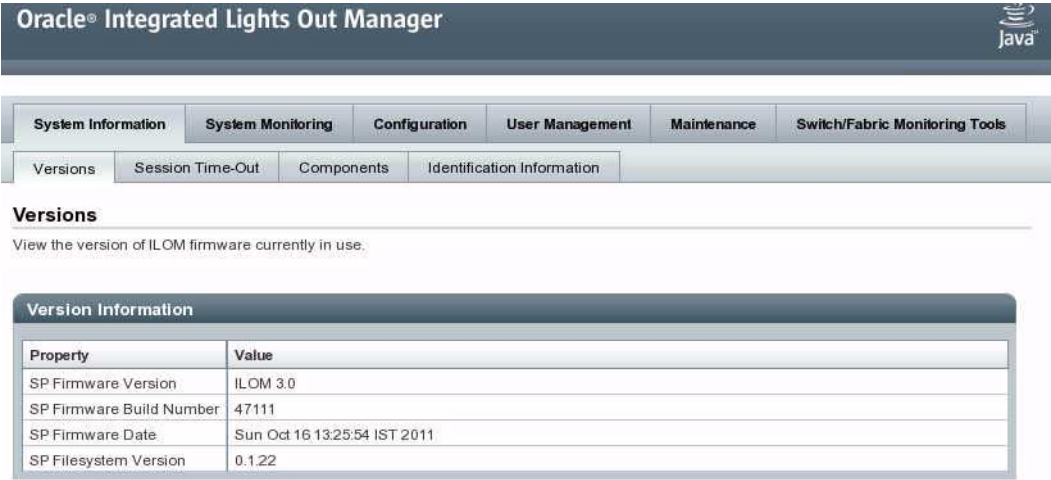 Oracle® Integrated Lights Out Manager
Java™
System Information System Monitoring Configuration User Management Maintenance Switch/Fabric Monitoring Tools
Versions Session Time-Out Components Identification Information
Versions
View the version of ILOM firmware currently in use.
Version Information
Property Value
SP Firmware Version ILOM 3.0
SP Firmware Build Number 47111
SP Firmware Date Sun Oct 16 13:25:54 IST 2011
SP Filesystem Version 0.1.22